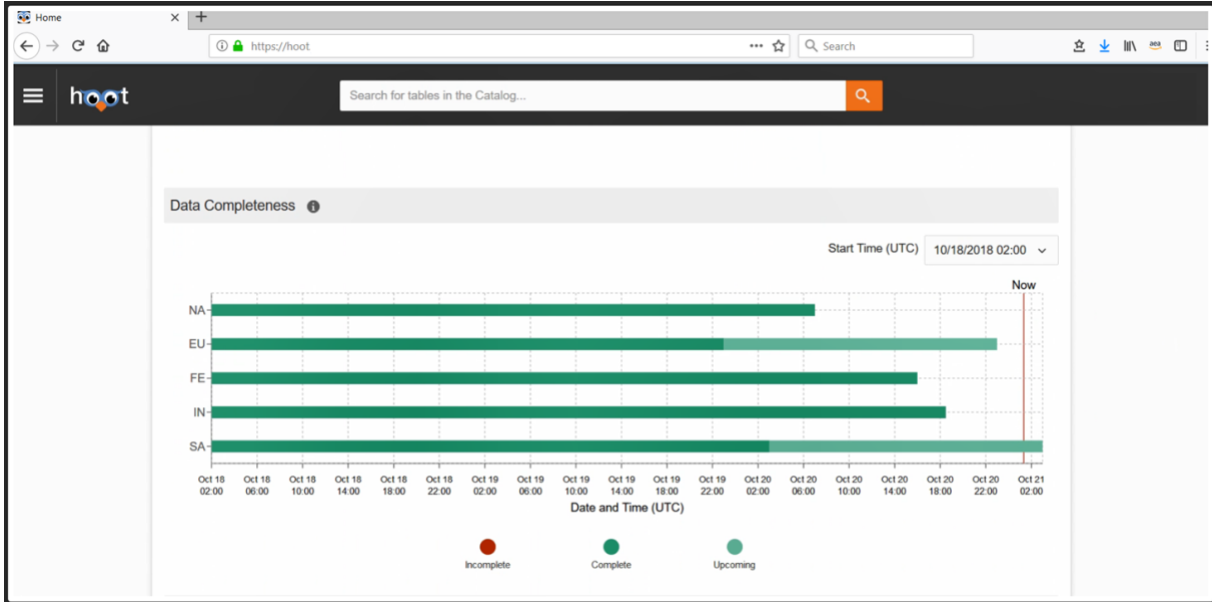 Home
https://hoot
Search
hoot
Search for tables in the Catalog...
Data Completeness
Start Time (UTC)
10/18/2018 02:00
Now
NA
EU
FE
IN
SA
Oct 18 Oct 18 Oct 18 Oct 18 Oct 18 Oct 18 Oct 19 Oct 19 Oct 19 Oct 19 Oct 19 Oct 19 Oct 20 Oct 20 Oct 20 Oct 20 Oct 20 Oct 20 Oct 21
02:00 06:00 10:00 14:00 18:00 22:00 02:00 06:00 10:00 14:00 18:00 22:00 02:00 06:00 10:00 14:00 18:00 22:00 02:00
Date and Time (UTC)
Incomplete Complete Upcoming